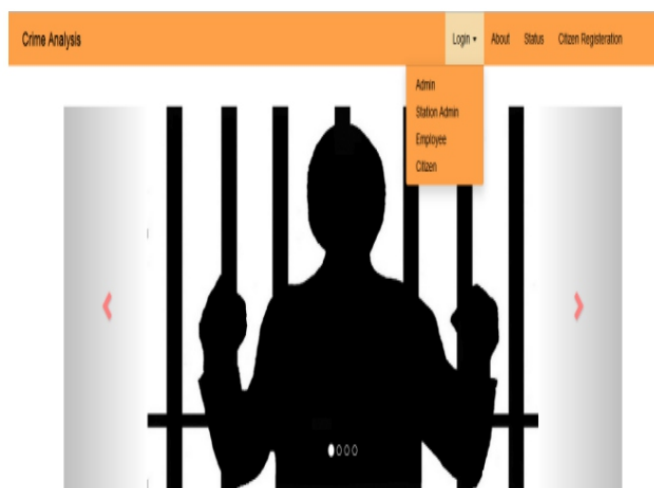 Crime Analysis Login About Status Citizen Registeration
Admin
Station Admin
Employee
Citizen